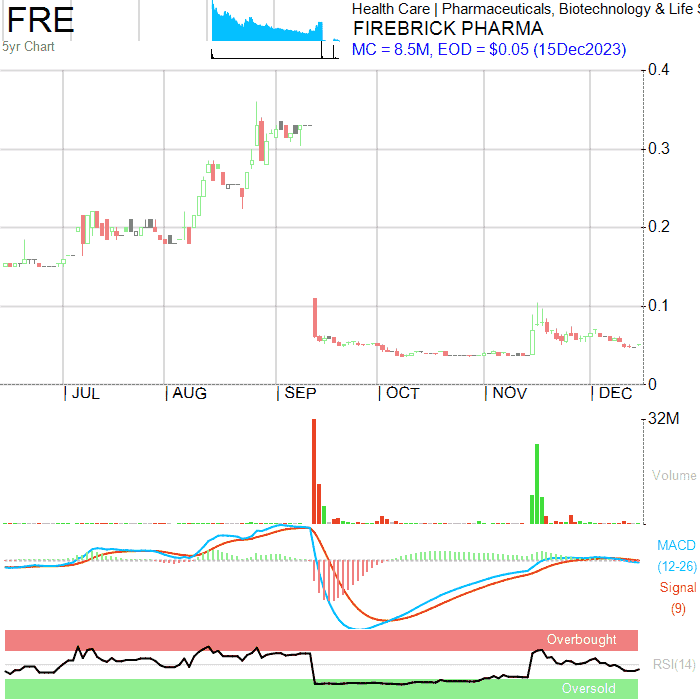 FRE
5yr Chart
Health Care | Pharmaceuticals, Biotechnology & Life S
FIREBRICK PHARMA
MC = 8.5M, EOD = $0.05 (15Dec2023)
0.4
0.3
0.2
0.1
0
| JUL | AUG | SEP | OCT | NOV | DEC
32M
Volume
MACD
(12-26)
Signal
(9)
Overbought
RSI(14)
Oversold